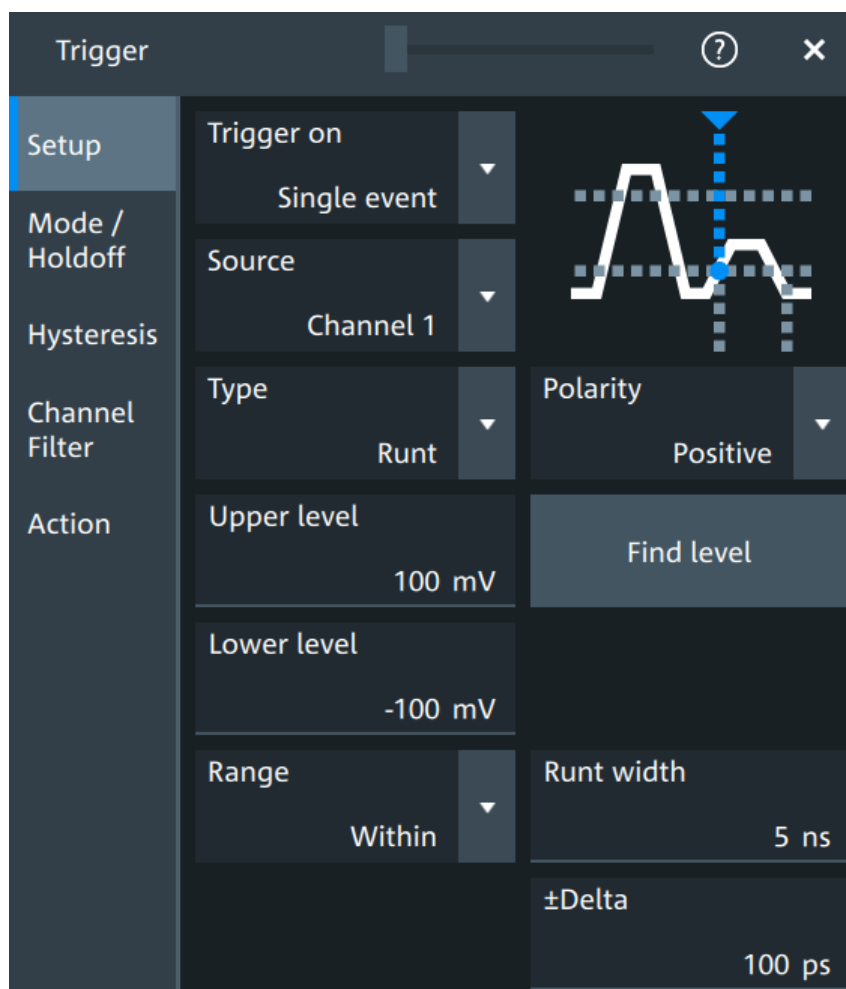 Trigger
?
Setup
Mode /
Holdoff
Hysteresis
Channel
Filter
Action
Trigger on
Single event
Source
Channel 1
Type
Runt
Polarity
Positive
Upper level
100 mV
Find level
Lower level
-100 mV
Range
Within
Runt width
5 ns
±Delta
100 ps